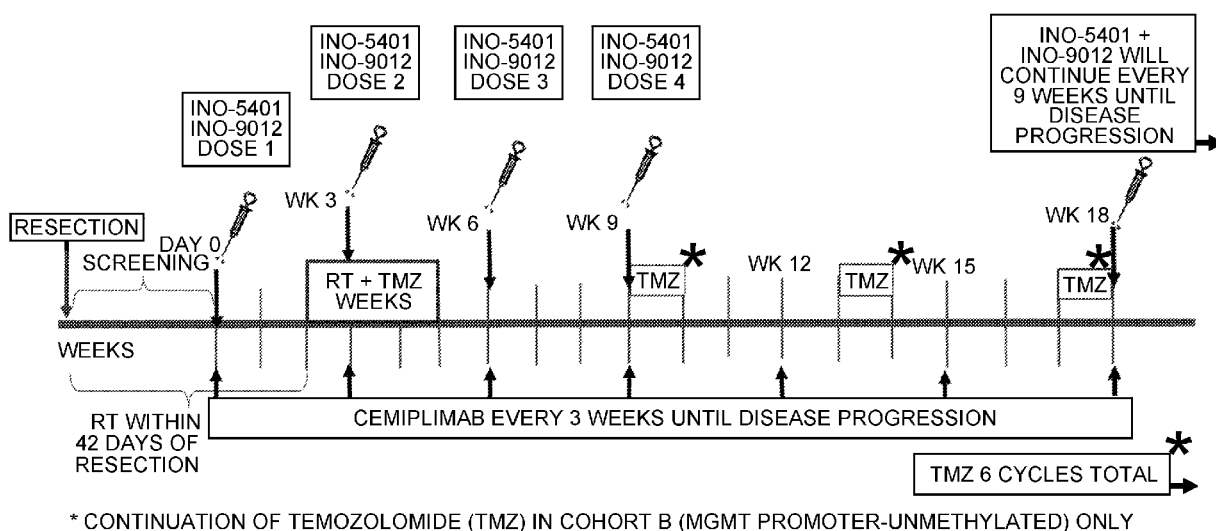 INO-5401
INO-9012
DOSE 1
INO-5401
INO-9012
DOSE 2
INO-5401
INO-9012
DOSE 3
INO-5401
INO-9012
DOSE 4
INO-5401 +
INO-9012 WILL
CONTINUE EVERY
9 WEEKS UNTIL
DISEASE
PROGRESSION
RESECTION
DAY 0
SCREENING
WK 3
WK 6
WK 9
WK 12
WK 15
WK 18
RT + TMZ
WEEKS
TMZ
*
TMZ
*
TMZ
*
WEEKS
RT WITHIN
42 DAYS OF
RESECTION
CEMIPLIMAB EVERY 3 WEEKS UNTIL DISEASE PROGRESSION
TMZ 6 CYCLES TOTAL
*
* CONTINUATION OF TEMOZOLOMIDE (TMZ) IN COHORT B (MGMT PROMOTER-UNMETHYLATED) ONLY